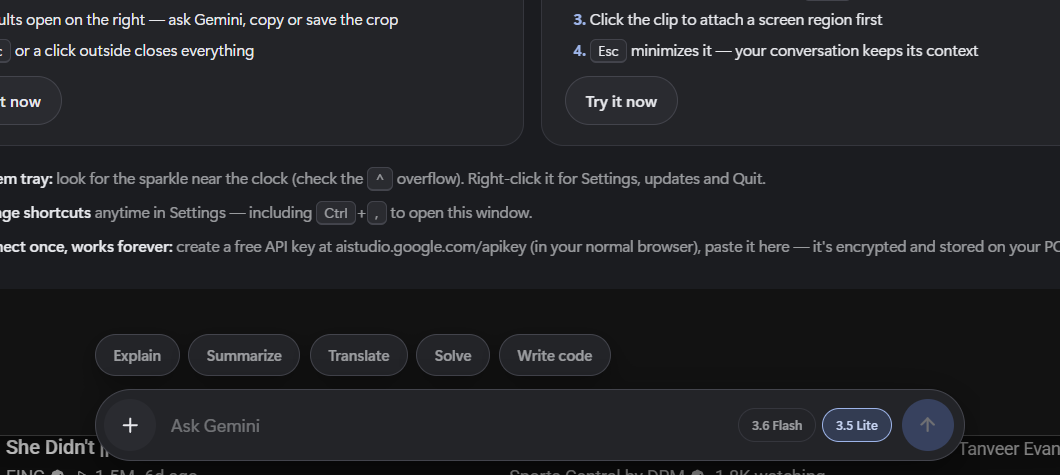 ults open on the right — ask Gemini, copy or save the crop
or a click outside closes everything
t now
3. Click the clip to attach a screen region first
4. Esc minimizes it — your conversation keeps its context
Try it now
em tray: look for the sparkle near the clock (check the ^ overflow). Right-click it for Settings, updates and Quit.
nge shortcuts anytime in Settings — including Ctrl + , to open this window.
nect once, works forever: create a free API key at aistudio.google.com/apikey (in your normal browser), paste it here — it's encrypted and stored on your PC
Explain
Summarize
Translate
Solve
Write code
+ Ask Gemini
3.6 Flash
3.5 Lite
She Didn't
Tanveer Evan
1.5M 6d ago
Sports Central by DPM
1.8K watching